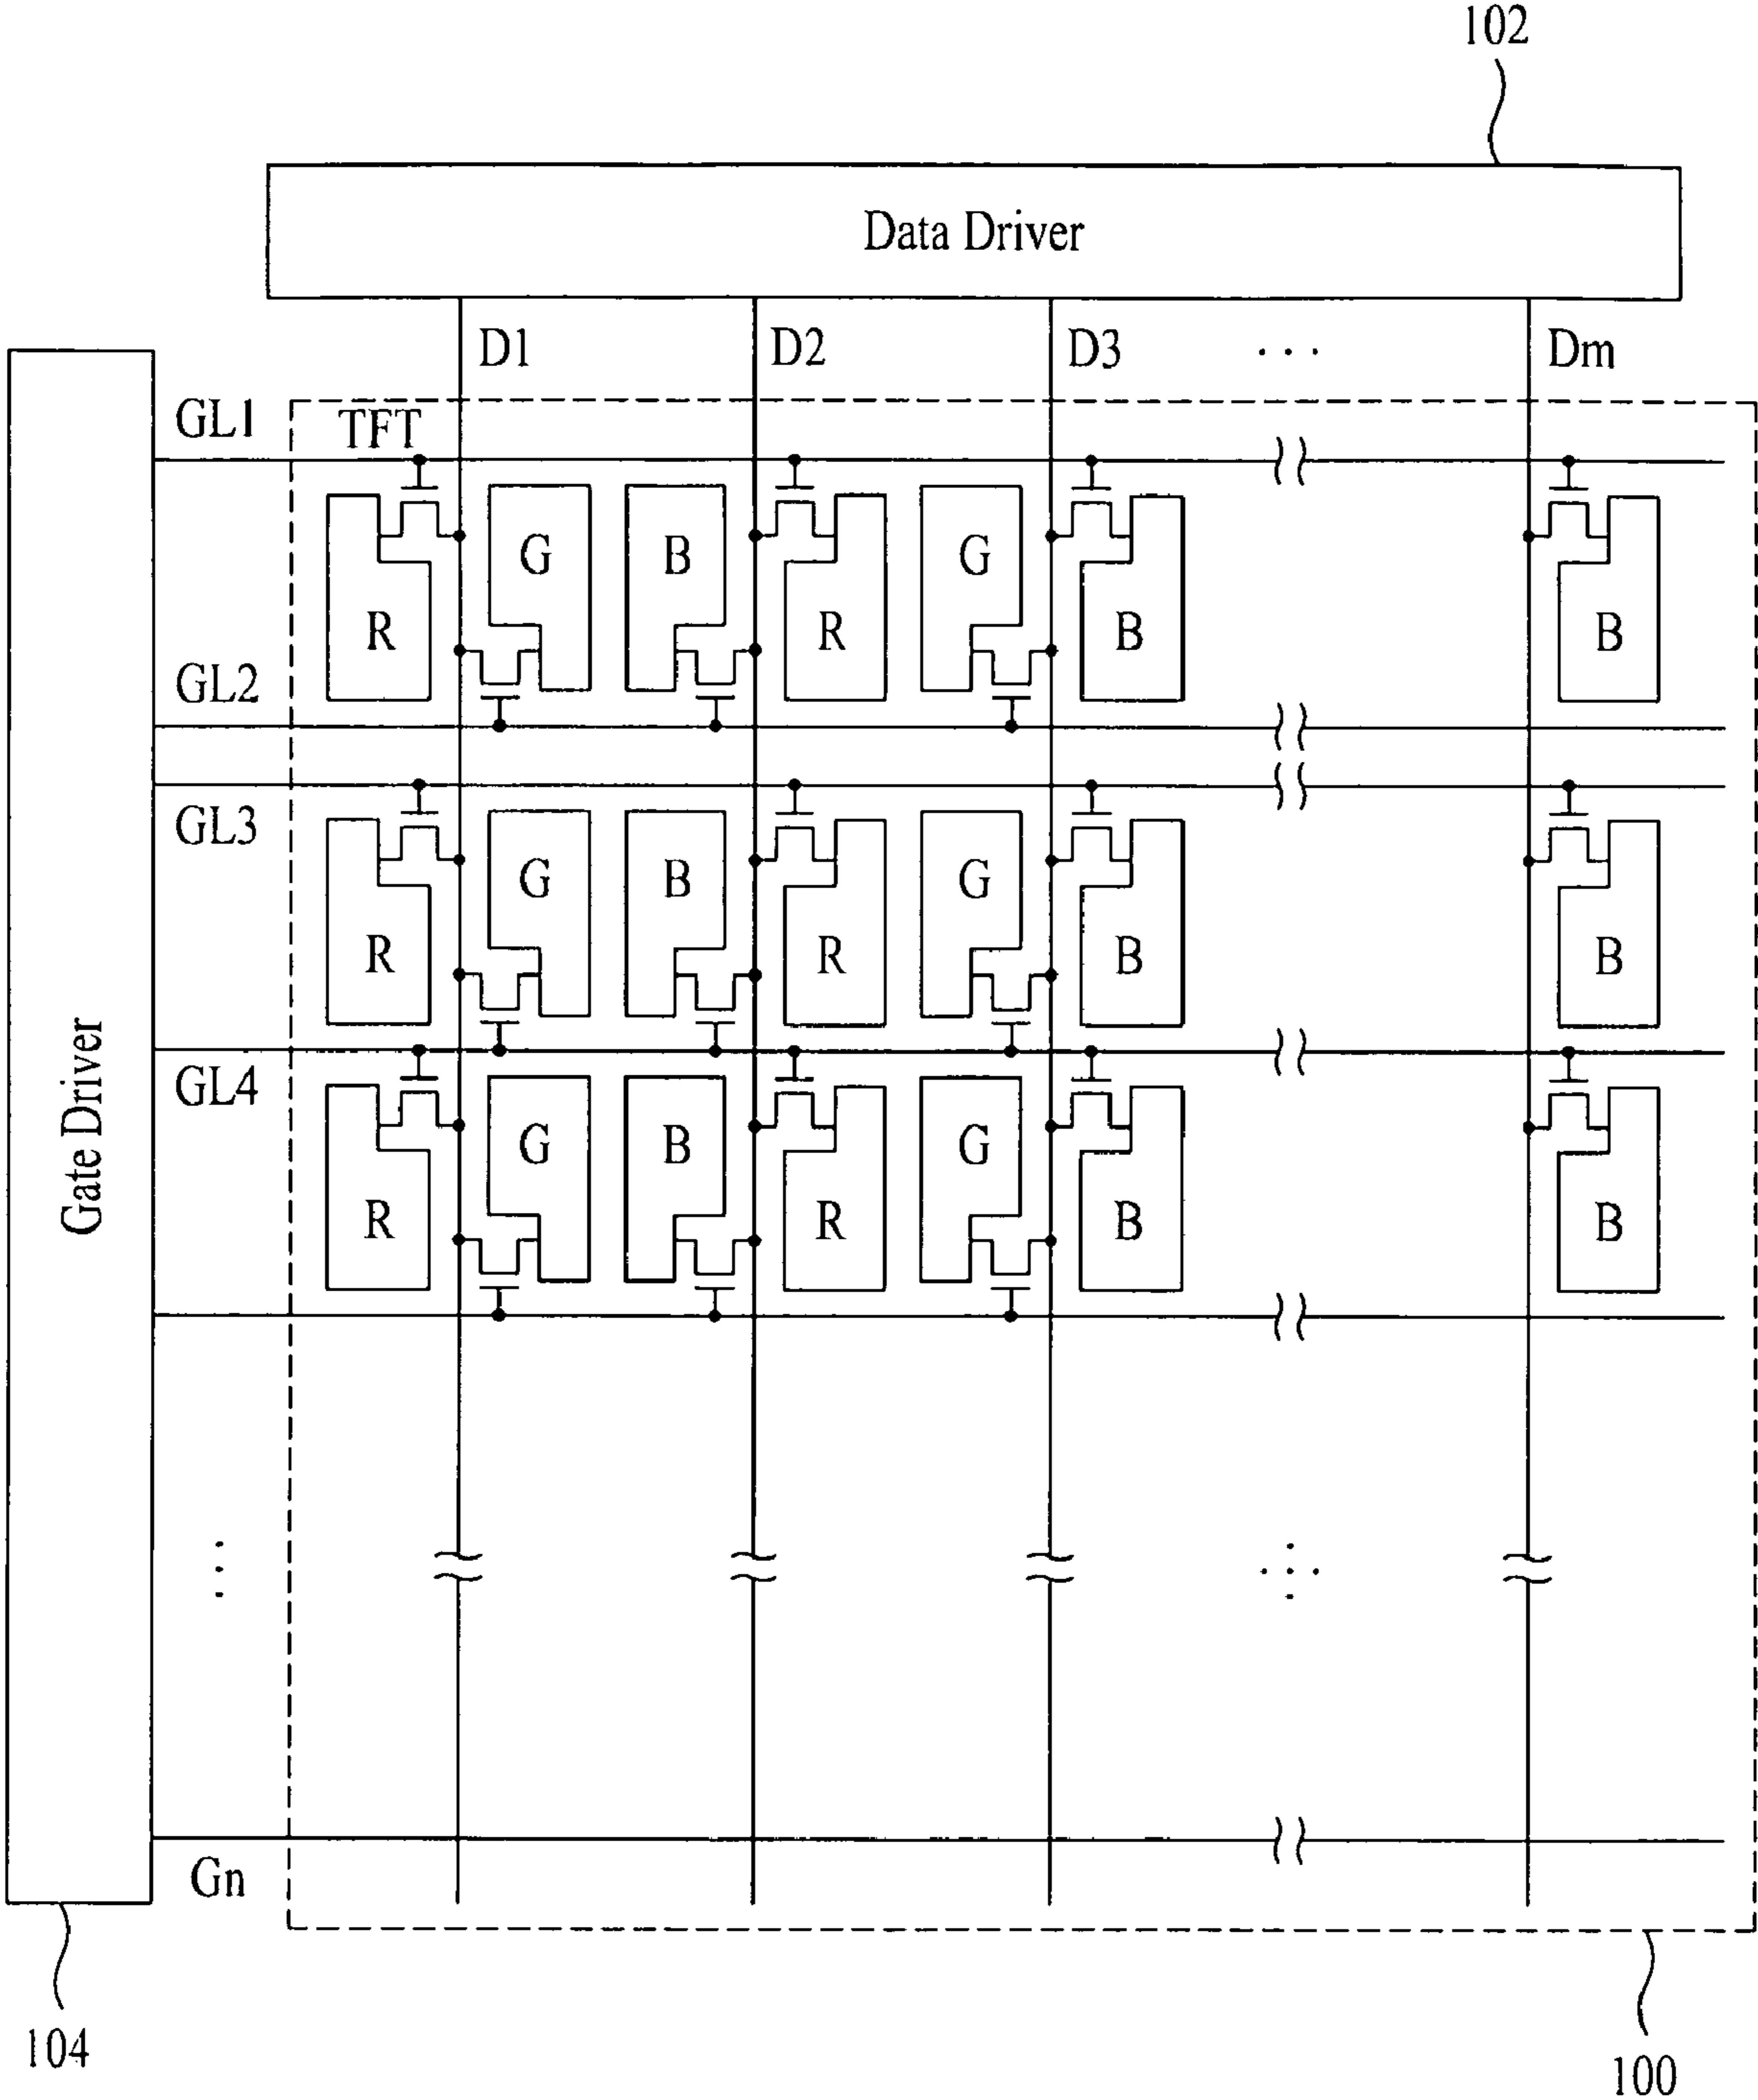 102
Data Driver
D1 D2 D3 ... Dm
GL1
TFT
G B G
R R B B
GL2
GL3
G B G
R R B B
GL4
G B G
R R B B
Gate Driver
Gn
104
100